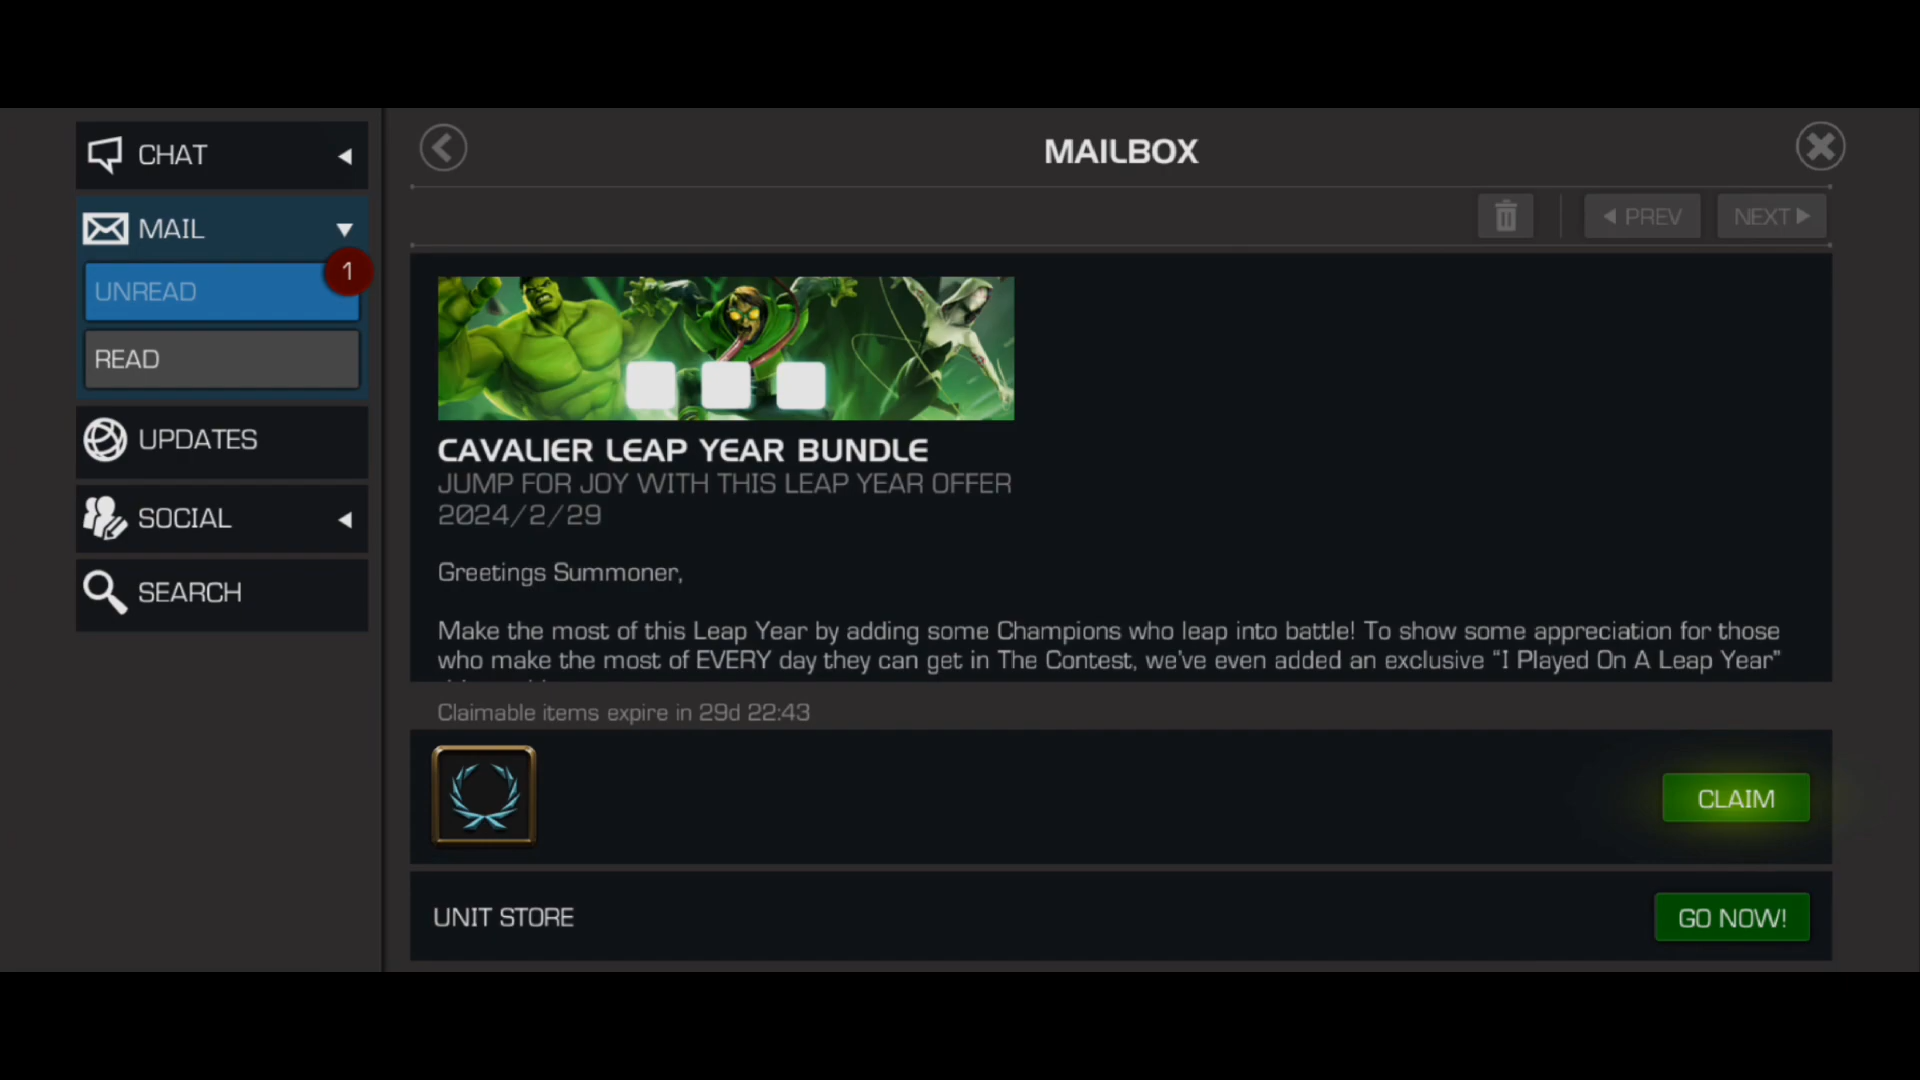 CHAT
MAIL
1
UNREAD
READ
UPDATES
SOCIAL
SEARCH
MAILBOX
PREV
NEXT
CAVALIER LEAP YEAR BUNDLE
JUMP FOR JOY WITH THIS LEAP YEAR OFFER
2024/2/29
Greetings Summoner,
Make the most of this Leap Year by adding some Champions who leap into battle! To show some appreciation for those
who make the most of EVERY day they can get in The Contest, we've even added an exclusive “I Played On A Leap Year”
Claimable items expire in 29d 22:43
CLAIM
UNIT STORE
GO NOW!